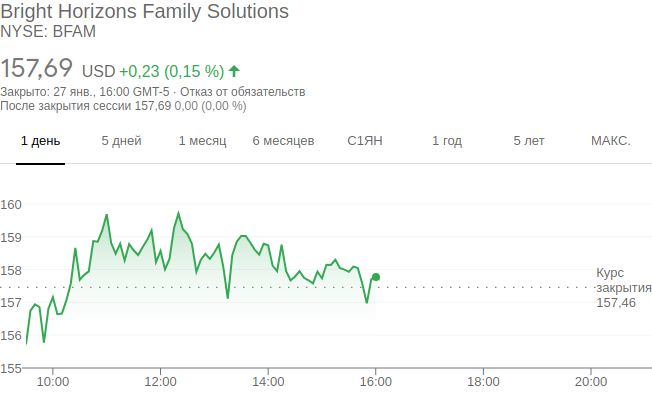 Bright Horizons Family Solutions
NYSE: BFAM
157,69 USD +0,23 (0,15 %)
Закрыто: 27 янв., 16:00 GMT-5 · Отказ от обязательств
После закрытия сессии 157,69 0,00 (0,00 %)
1 день 5 дней 1 месяц 6 месяцев С1ЯН 1 год 5 лет МАКС.
160
159
158
157
156
155
Курс
закрытия
157,46
10:00 12:00 14:00 16:00 18:00 20:00